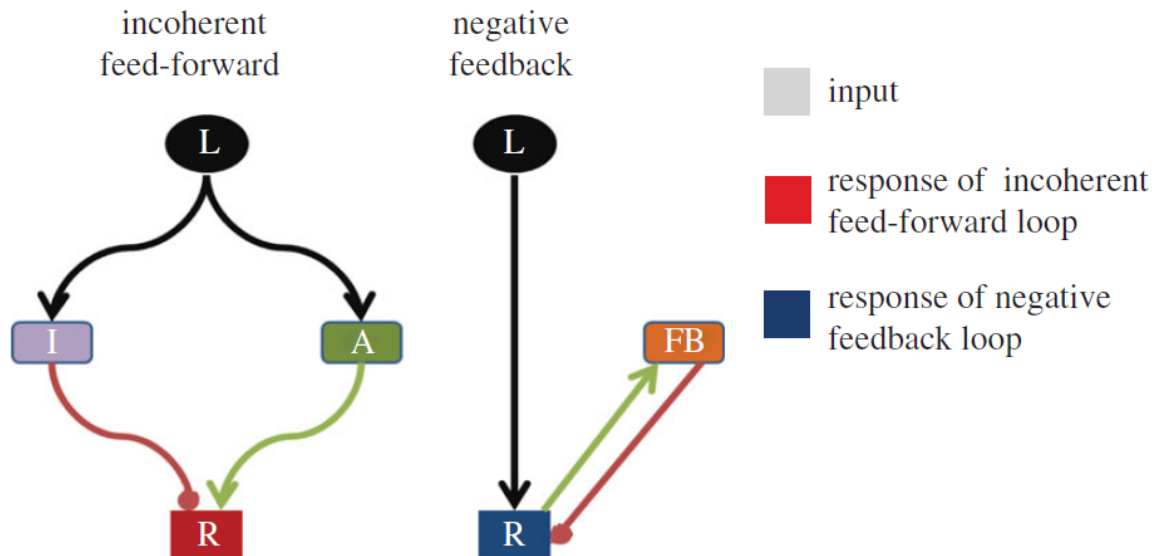 incoherent
feed-forward
negative
feedback
L
L
I
A
FB
R
R
input
response of incoherent
feed-forward loop
response of negative
feedback loop